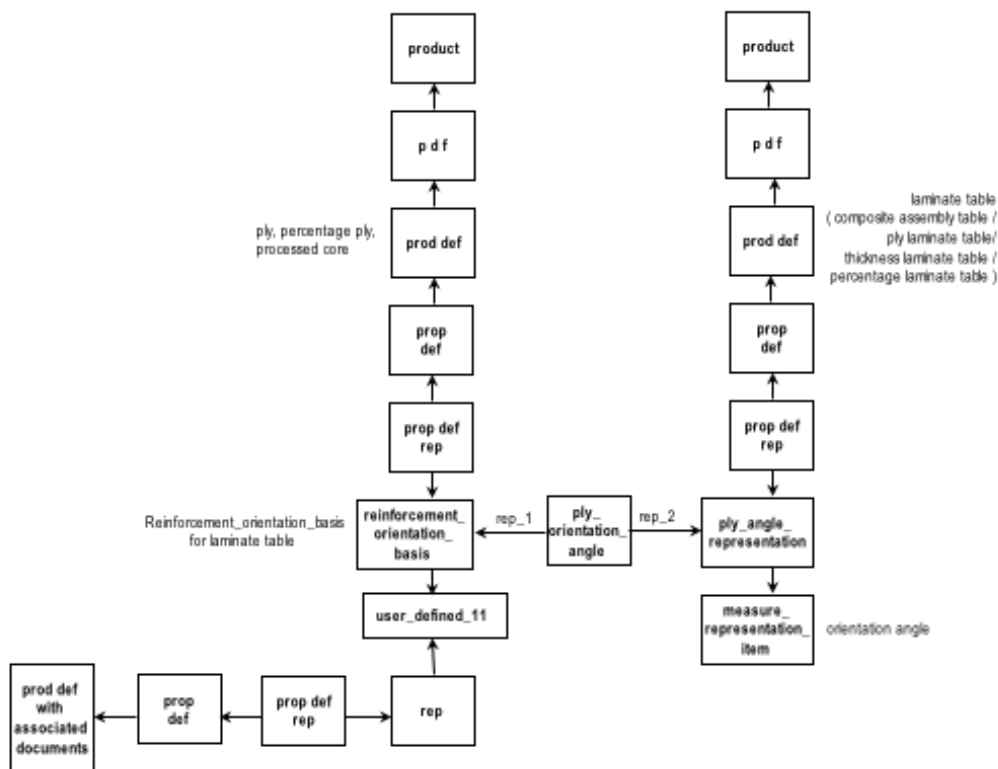 product
product
p d f
p d f
ply, percentage ply,
processed core
prod def
prod def
laminate table
( composite assembly table /
ply laminate table/
thickness laminate table /
percentage laminate table )
prop
def
prop
def
prop def
rep
prop def
rep
Reinforcement_orientation_basis
for laminate table
reinforcement_
orientation_
basis
rep_1
ply_
orientation_
angle
rep_2
ply_angle_
representation
user_defined_11
measure_
representation_
item
orientation angle
prod def
with
associated
documents
prop
def
prop def
rep
rep